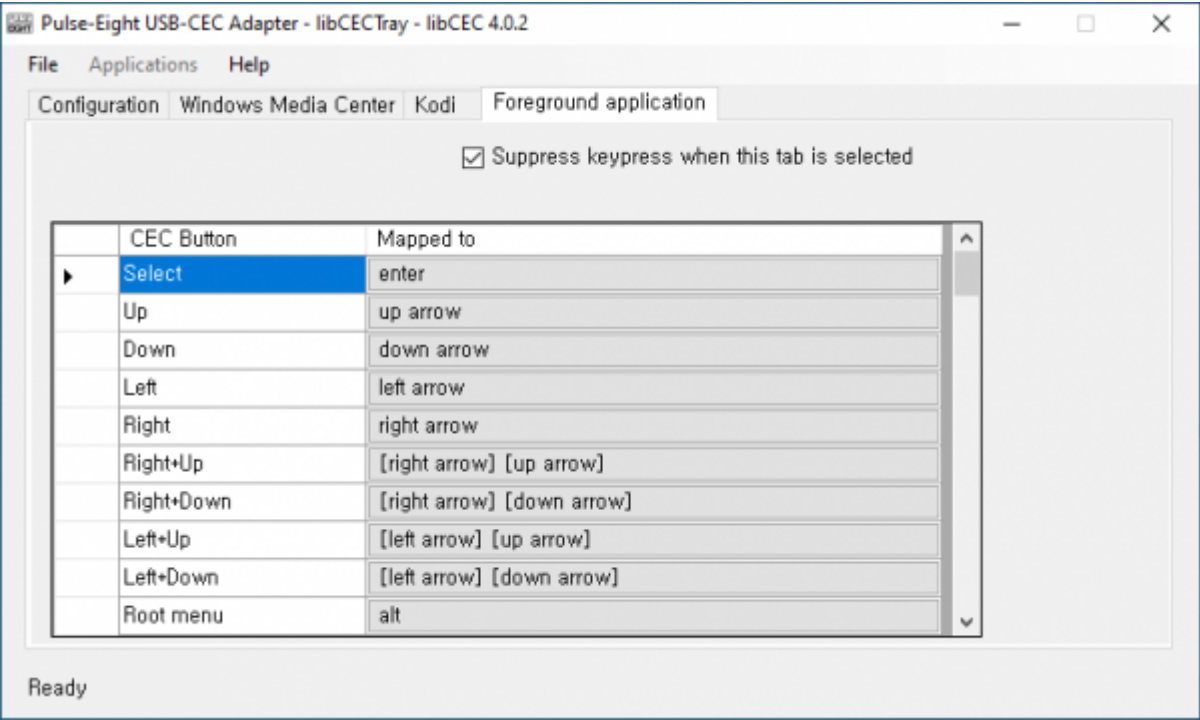 Pulse-Eight USB-CEC Adapter - libCECTray - libCEC 4.0.2
File Applications Help
Configuration Windows Media Center Kodi Foreground application
Suppress keypress when this tab is selected
CEC Button Mapped to
Select enter
Up up arrow
Down down arrow
Left left arrow
Right right arrow
Right+Up [right arrow] [up arrow]
Right+Down [right arrow] [down arrow]
Left+Up [left arrow] [up arrow]
Left+Down [left arrow] [down arrow]
Root menu alt
Ready